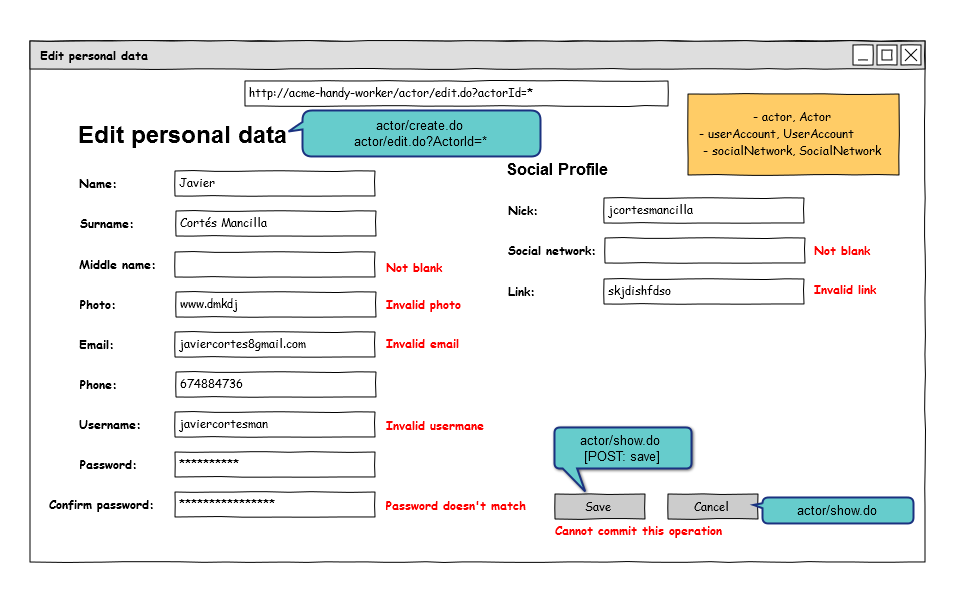 Edit personal data
http://acme-handy-worker/actor/edit.do?actorId=*
Edit personal data
actor/create.do
actor/edit.do?ActorId=*
- actor, Actor
- userAccount, UserAccount
- socialNetwork, SocialNetwork
Name: Javier
Surname: Cortés Mancilla
Middle name: Not blank
Photo: www.dmkdj Invalid photo
Email: javiercortes8gmail.com Invalid email
Phone: 674884736
Username: javiercortesman Invalid usermane
Password: **********
Confirm password: **************** Password doesn't match
Social Profile
Nick: jcortesmancilla
Social network: Not blank
Link: skjdishfdso Invalid link
actor/show.do
[POST: save]
Save Cancel actor/show.do
Cannot commit this operation